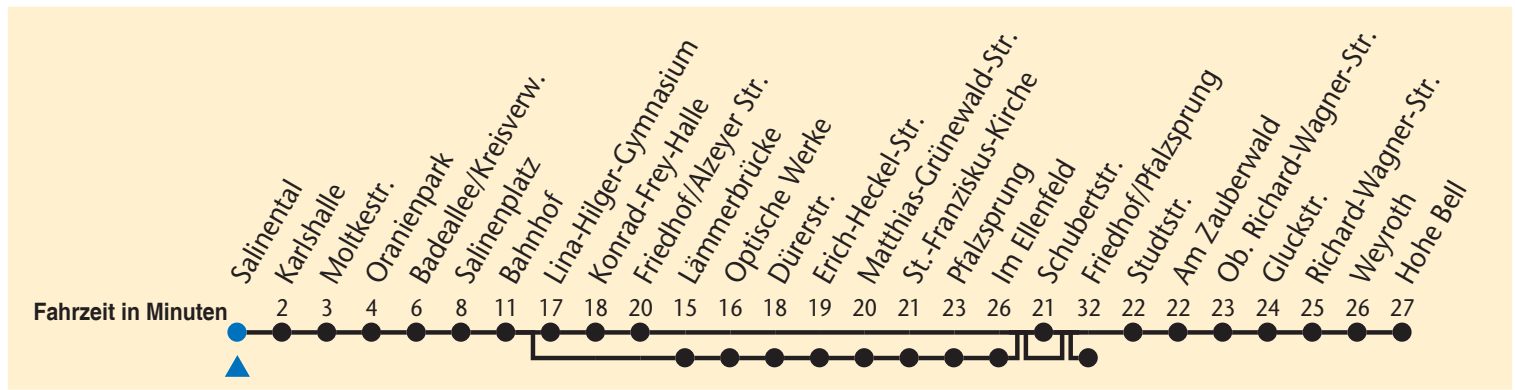 Salinental
Karlshalle
Moltkestr.
Oranienpark
Badeallee/Kreisverw.
Salinenplatz
Bahnhof
Lina-Hilger-Gymnasium
Konrad-Frey-Halle
Friedhof/Alzeyer Str.
Lämmerbrücke
Optische Werke
Dürerstr.
Erich-Heckel-Str.
Matthias-Grünewald-Str.
St.-Franziskus-Kirche
Pfalzsprung
Im Ellenfeld
Schubertstr.
Friedhof/Pfalzsprung
Studtstr.
Am Zauberwald
Ob. Richard-Wagner-Str.
Gluckstr.
Richard-Wagner-Str.
Weyroth
Hohe Bell
Fahrzeit in Minuten 2 3 4 6 8 11 17 18 20 15 16 18 19 20 21 23 26 21 32 22 22 23 24 25 26 27